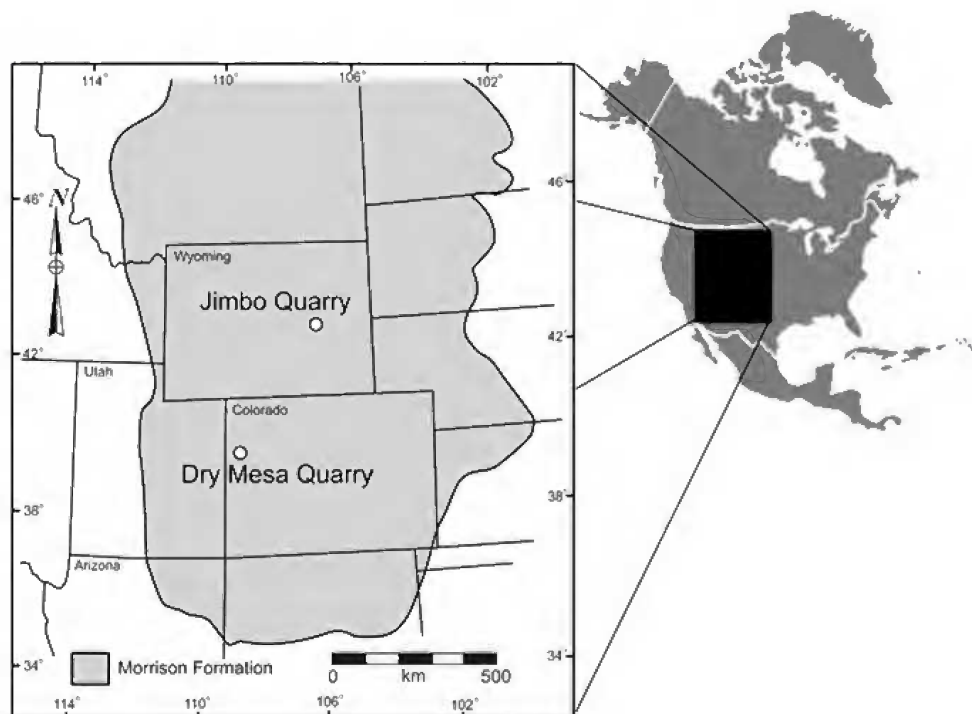 114° 110° 106° 102°
46° 46°
N
Wyoming
Jimbo Quarry
42° 42°
Utah
Colorado
Dry Mesa Quarry
38° 38°
Arizona
34° Morrison Formation 0 km 500 34°
114° 110° 106° 102°